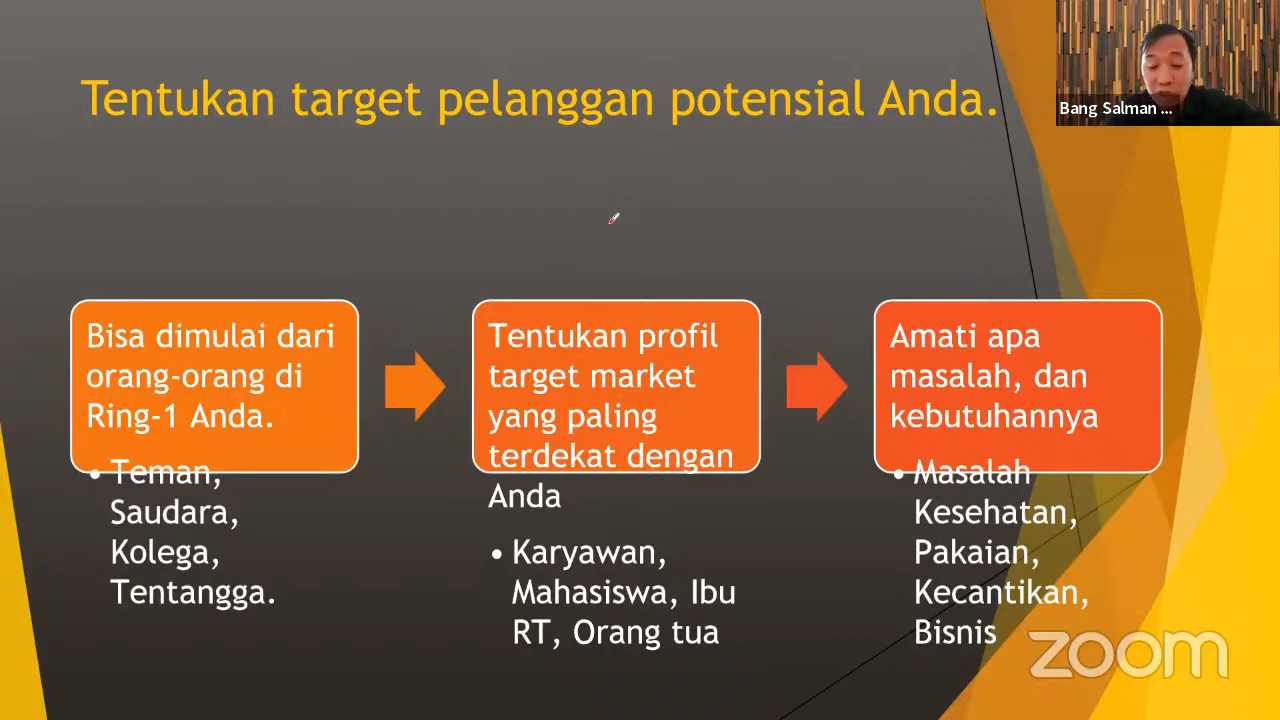 Tentukan target pelanggan potensial Anda.
Bang Salman ...
Bisa dimulai dari
orang-orang di
Ring-1 Anda.
• Teman,
Saudara,
Kolega,
Tentangga.
Tentukan profil
target market
yang paling
terdekat dengan
Anda
• Karyawan,
Mahasiswa, Ibu
RT, Orang tua
Amati apa
masalah, dan
kebutuhannya
• Masalah
Kesehatan,
Pakaian,
Kecantikan,
Bisnis
zoom